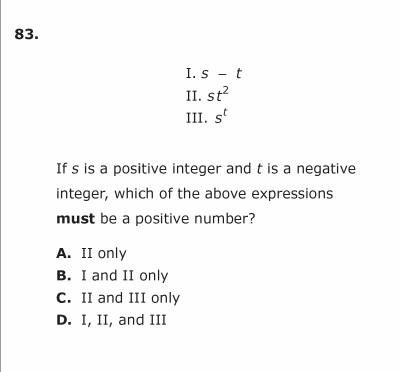 83.
I. s − t
II. st²
III. sᵗ
If s is a positive integer and t is a negative
integer, which of the above expressions
must be a positive number?
A. II only
B. I and II only
C. II and III only
D. I, II, and III